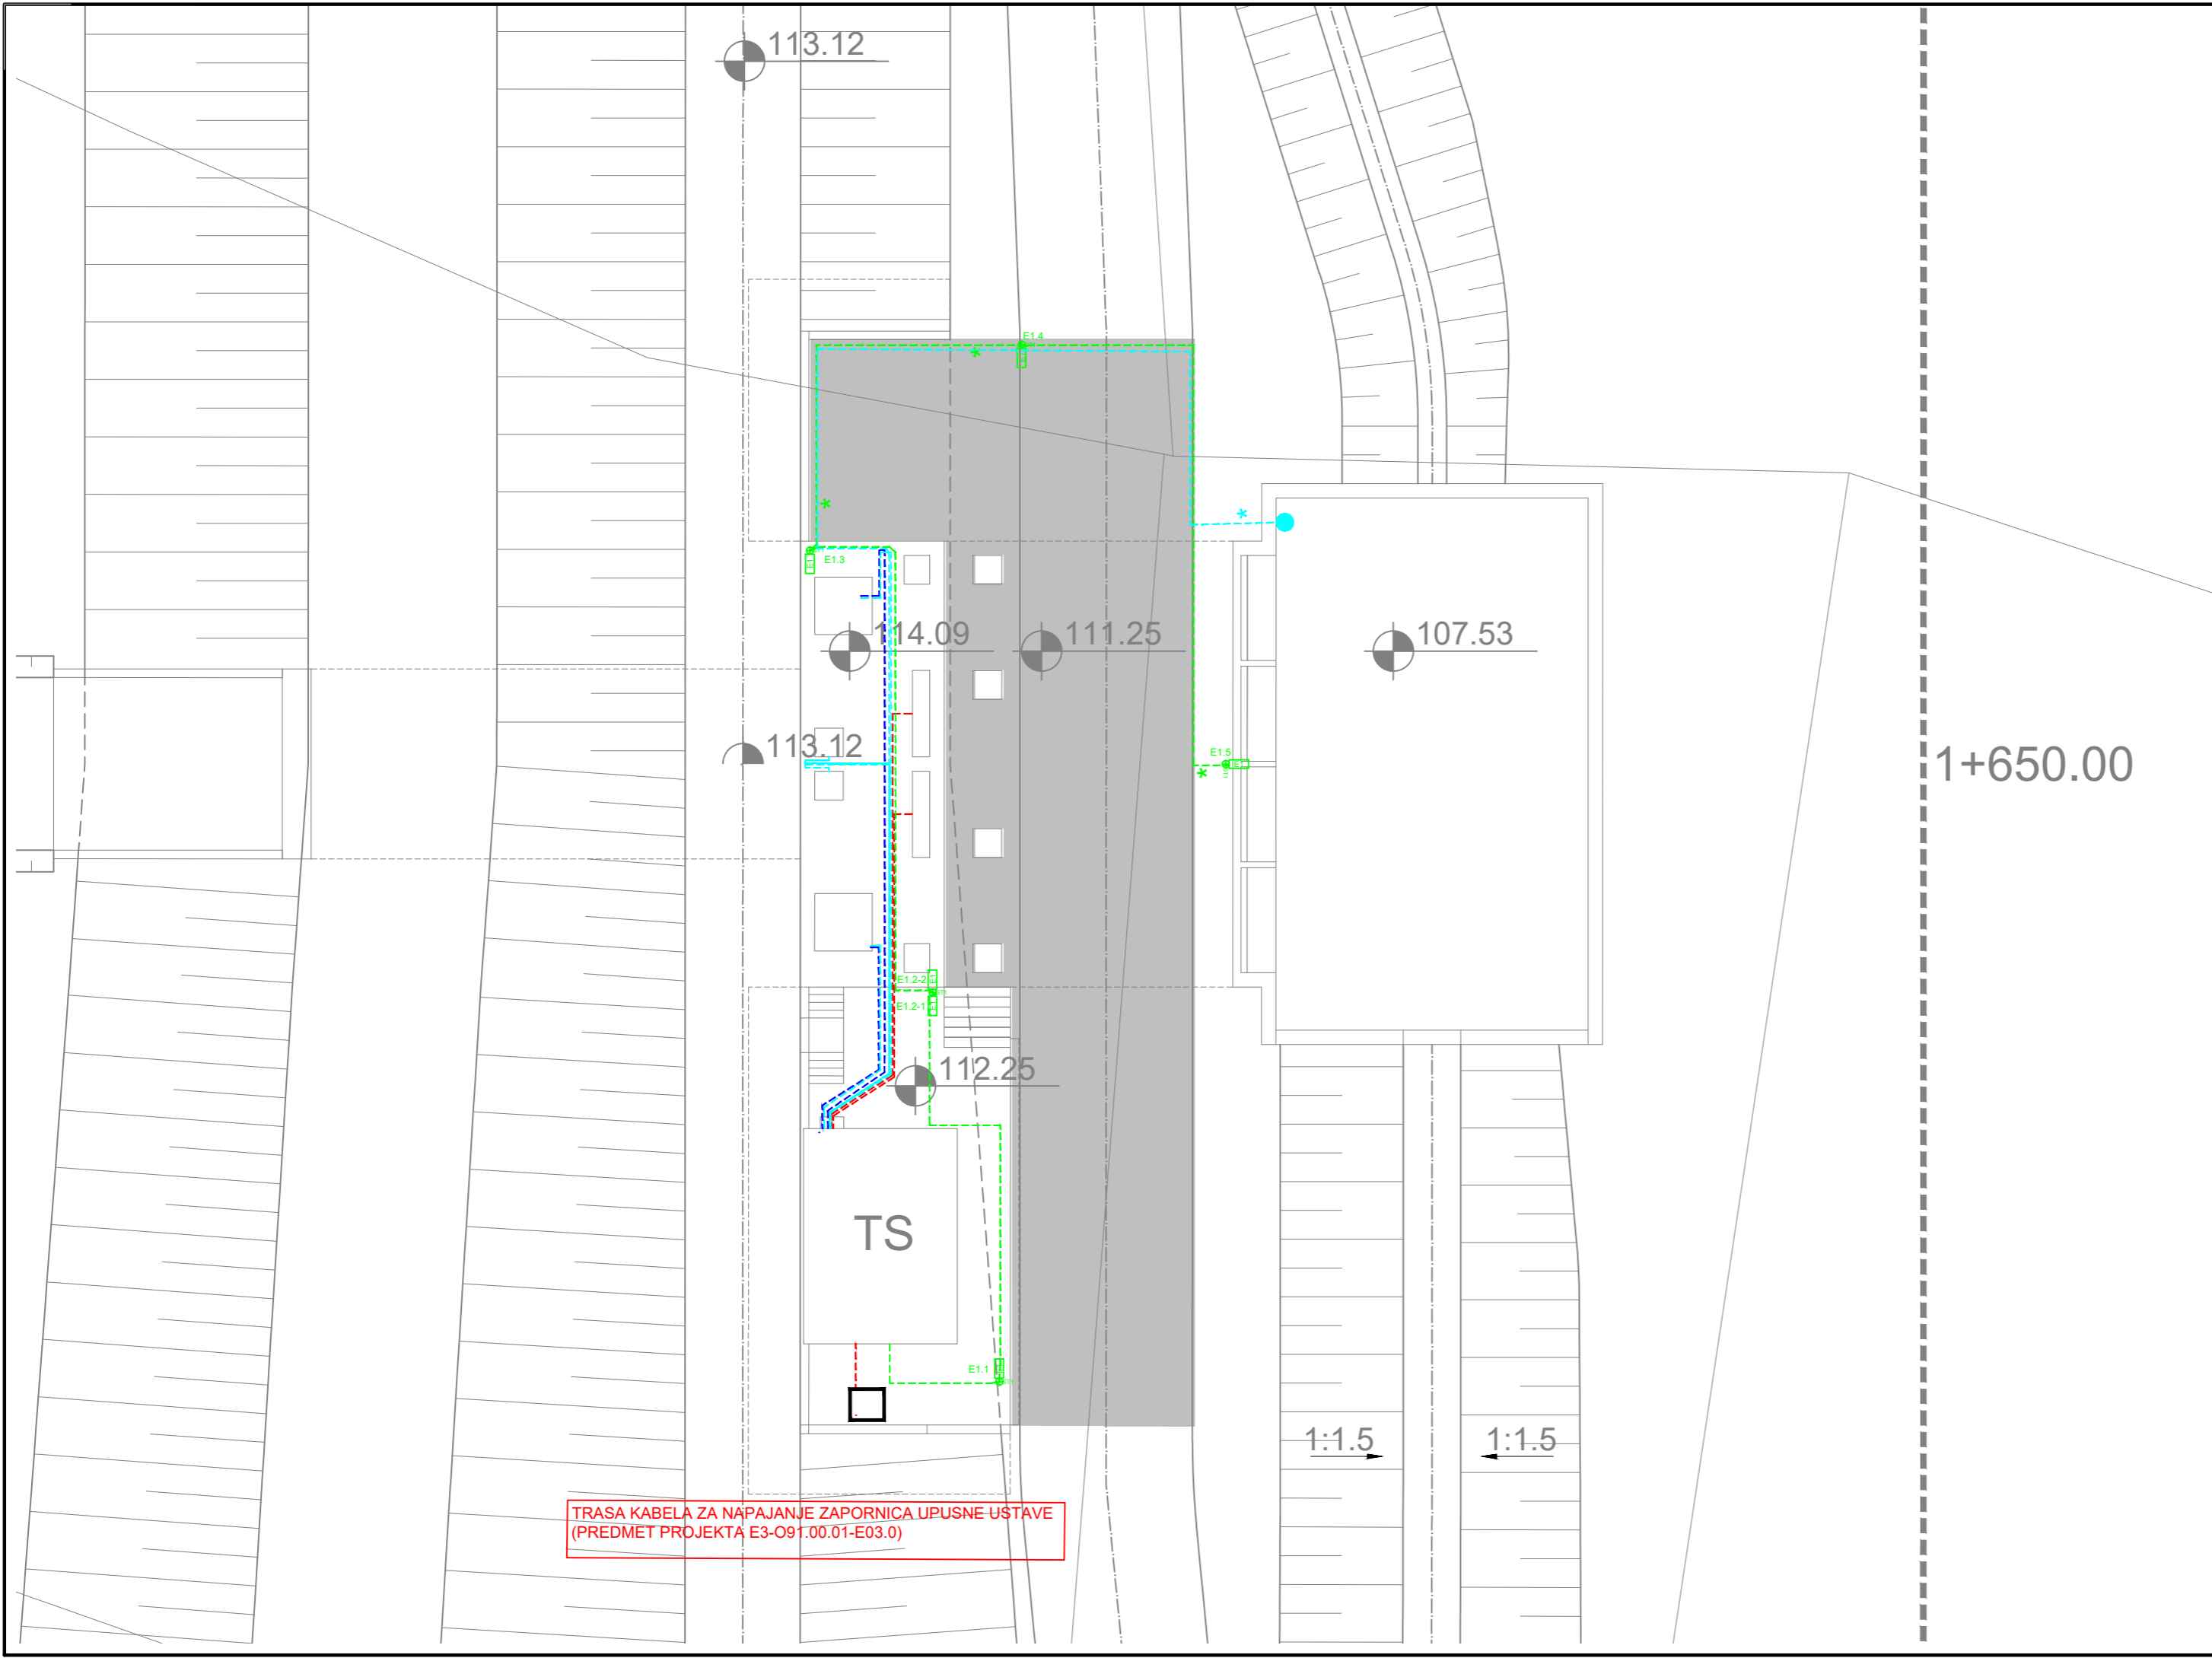 113.12
E1.4
E1.3
114.09
111.25
107.53
113.12
E1.5
1+650.00
E1.2-2
E1.2-1
112.25
TS
E1.1
1:1.5
1:1.5
TRASA KABELA ZA NAPAJANJE ZAPORNICA UPUSNE USTAVE
(PREDMET PROJEKTA E3-O91.00.01-E03.0)